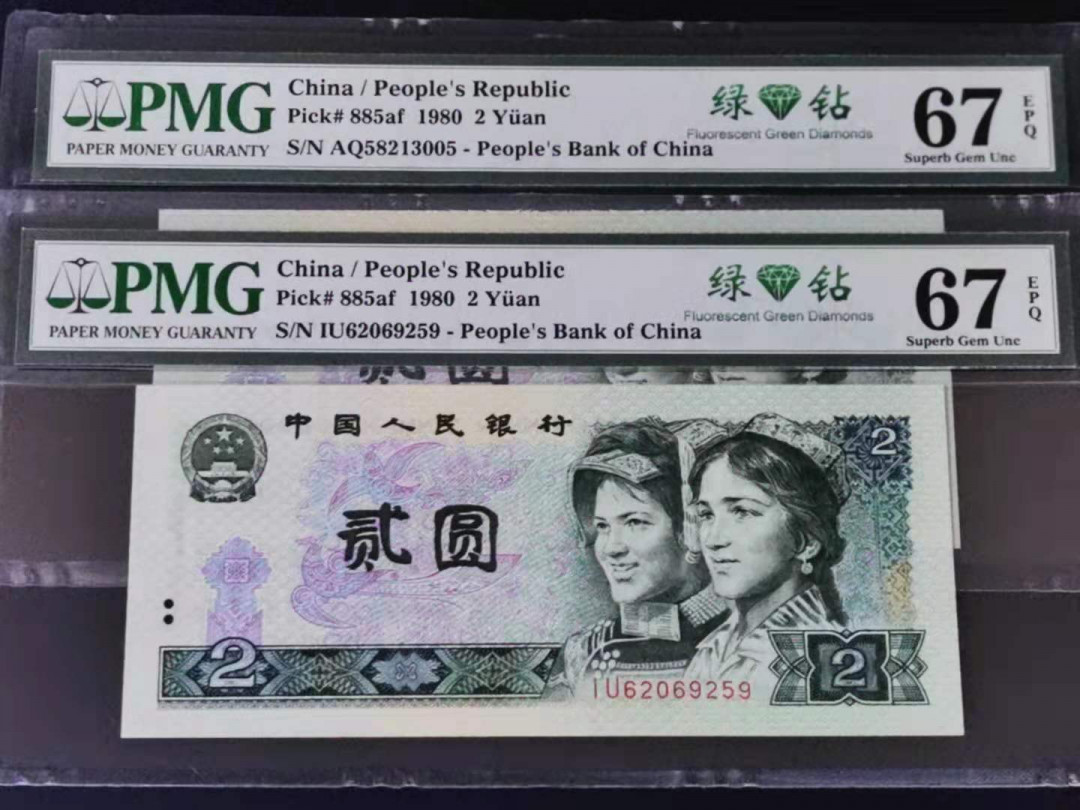 PMG
PAPER MONEY GUARANTY
China / People's Republic
Pick# 885af 1980 2 Yüan
S/N AQ58213005 - People's Bank of China
绿 钻
Fluorescent Green Diamonds
67
EPQ
Superb Gem Unc
PMG
PAPER MONEY GUARANTY
China / People's Republic
Pick# 885af 1980 2 Yüan
S/N IU62069259 - People's Bank of China
绿 钻
Fluorescent Green Diamonds
67
EPQ
Superb Gem Unc
贰圆
中国人民银行
2
贰圆
2
IU62069259
2